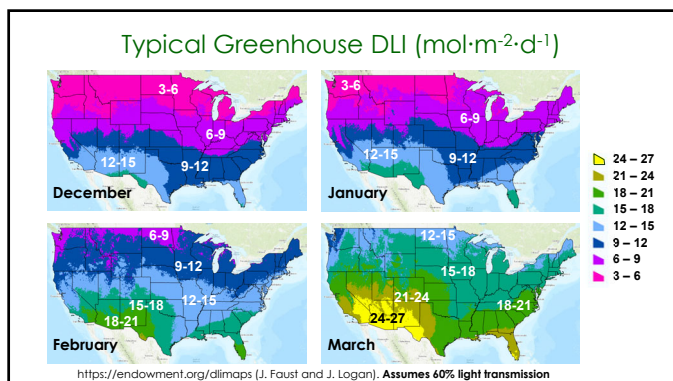 Typical Greenhouse DLI (mol·m-2·d-1)
3-6
6-9
12-15
9-12
December
3-6
6-9
12-15
9-12
January
24 – 27
21 – 24
18 – 21
15 – 18
12 – 15
9 – 12
6 – 9
3 – 6
6-9
9-12
15-18
12-15
18-21
February
12-15
15-18
21-24
18-21
24-27
March
https://endowment.org/dlimaps (J. Faust and J. Logan). Assumes 60% light transmission